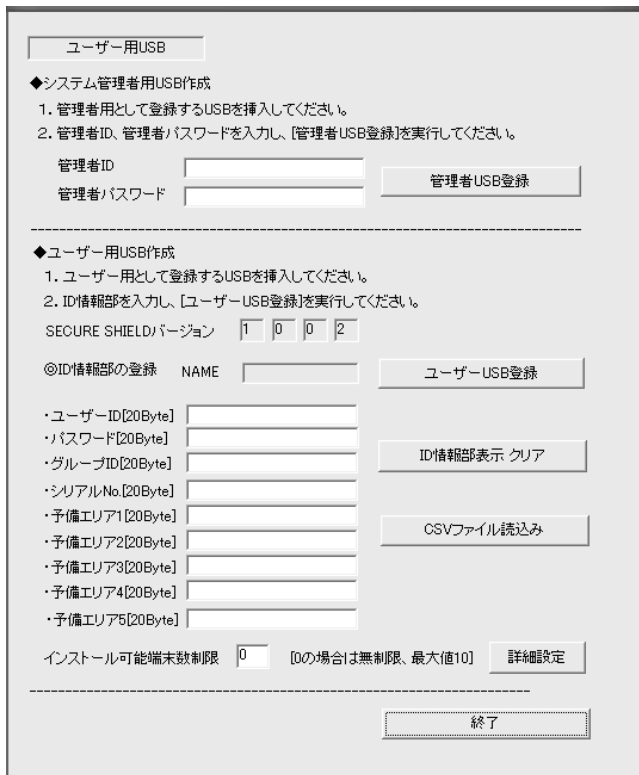 ユーザー用USB
◆システム管理者用USB作成
1．管理者用として登録するUSBを挿入してください。
2．管理者ID、管理者パスワードを入力し、[管理者USB登録]を実行してください。
管理者ID
管理者パスワード
管理者USB登録
◆ユーザー用USB作成
1．ユーザー用として登録するUSBを挿入してください。
2．ID情報部を入力し、[ユーザーUSB登録]を実行してください。
SECURE SHIELDバージョン 1 0 0 2
◎ID情報部の登録 NAME ユーザーUSB登録
・ユーザーID[20Byte]
・パスワード[20Byte]
・グループID[20Byte]
ID情報部表示 クリア
・シリアルNo.[20Byte]
・予備エリア1[20Byte]
CSVファイル読込み
・予備エリア2[20Byte]
・予備エリア3[20Byte]
・予備エリア4[20Byte]
・予備エリア5[20Byte]
インストール可能端末数制限 0 [0の場合は無制限、最大値10] 詳細設定
終了